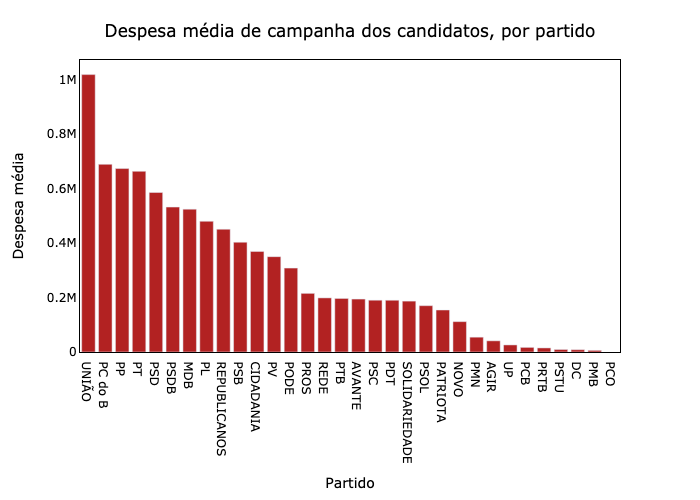 Despesa média de campanha dos candidatos, por partido
Despesa média
1M
0.8M
0.6M
0.4M
0.2M
0
UNIÃO
PC do B
PP
PT
PSD
PSDB
MDB
PL
REPUBLICANOS
PSB
CIDADANIA
PV
PODE
PROS
REDE
PTB
AVANTE
PSC
PDT
SOLIDARIEDADE
PSOL
PATRIOTA
NOVO
PMN
AGIR
UP
PCB
PRTB
PSTU
DC
PMB
PCO
Partido